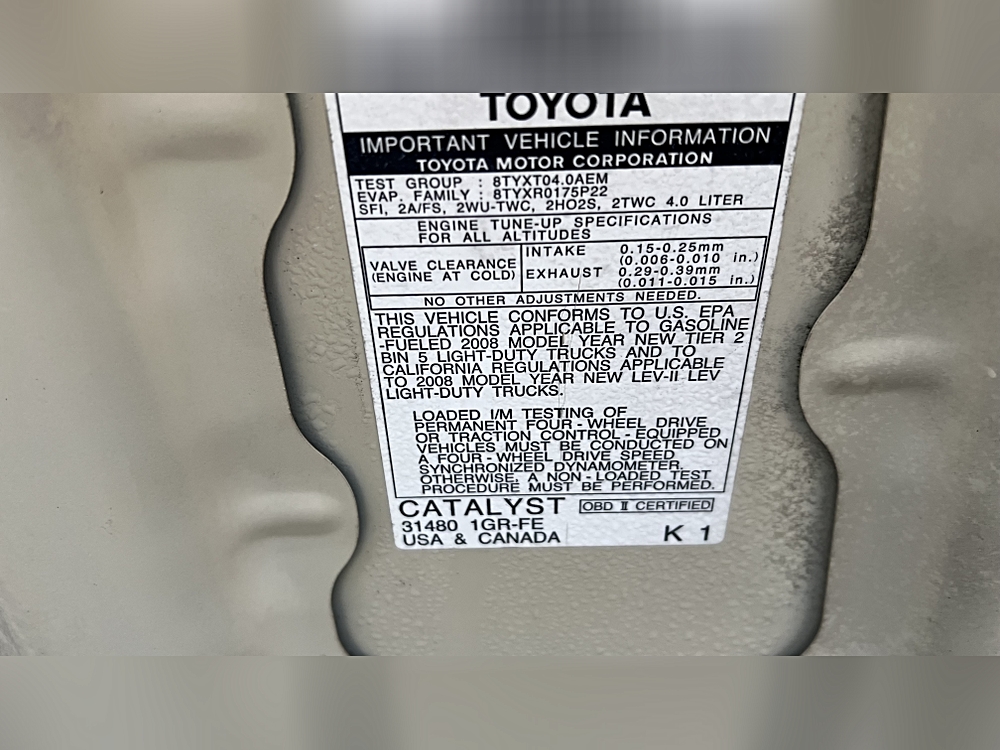 TOYOTA
IMPORTANT VEHICLE INFORMATION
TOYOTA MOTOR CORPORATION
TEST GROUP : 8TYXT04.0AEM
EVAP. FAMILY : 8TYXR0175P22
SFI, 2A/FS, 2WU-TWC, 2HO2S, 2TWC 4.0 LITER
ENGINE TUNE-UP SPECIFICATIONS
FOR ALL ALTITUDES
VALVE CLEARANCE
(ENGINE AT COLD)
INTAKE 0.15-0.25mm
(0.006-0.010 in.)
EXHAUST 0.29-0.39mm
(0.011-0.015 in.)
NO OTHER ADJUSTMENTS NEEDED.
THIS VEHICLE CONFORMS TO U.S. EPA
REGULATIONS APPLICABLE TO GASOLINE
-FUELED 2008 MODEL YEAR NEW TIER 2
BIN 5 LIGHT-DUTY TRUCKS AND TO
CALIFORNIA REGULATIONS APPLICABLE
TO 2008 MODEL YEAR NEW LEV-II LEV
LIGHT-DUTY TRUCKS.
LOADED I/M TESTING OF
PERMANENT FOUR-WHEEL DRIVE
OR TRACTION CONTROL-EQUIPPED
VEHICLES MUST BE CONDUCTED ON
A FOUR-WHEEL DRIVE SPEED
SYNCHRONIZED DYNAMOMETER.
OTHERWISE, A NON-LOADED TEST
PROCEDURE MUST BE PERFORMED.
CATALYST OBD II CERTIFIED
31480 1GR-FE
USA & CANADA K 1